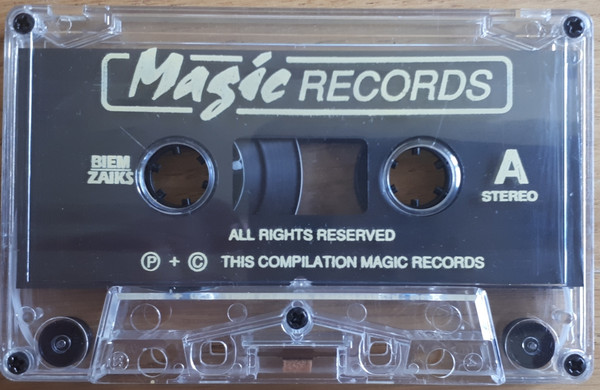 Magic RECORDS
BIEM
ZAIKS
A
STEREO
ALL RIGHTS RESERVED
Ⓟ + © THIS COMPILATION MAGIC RECORDS